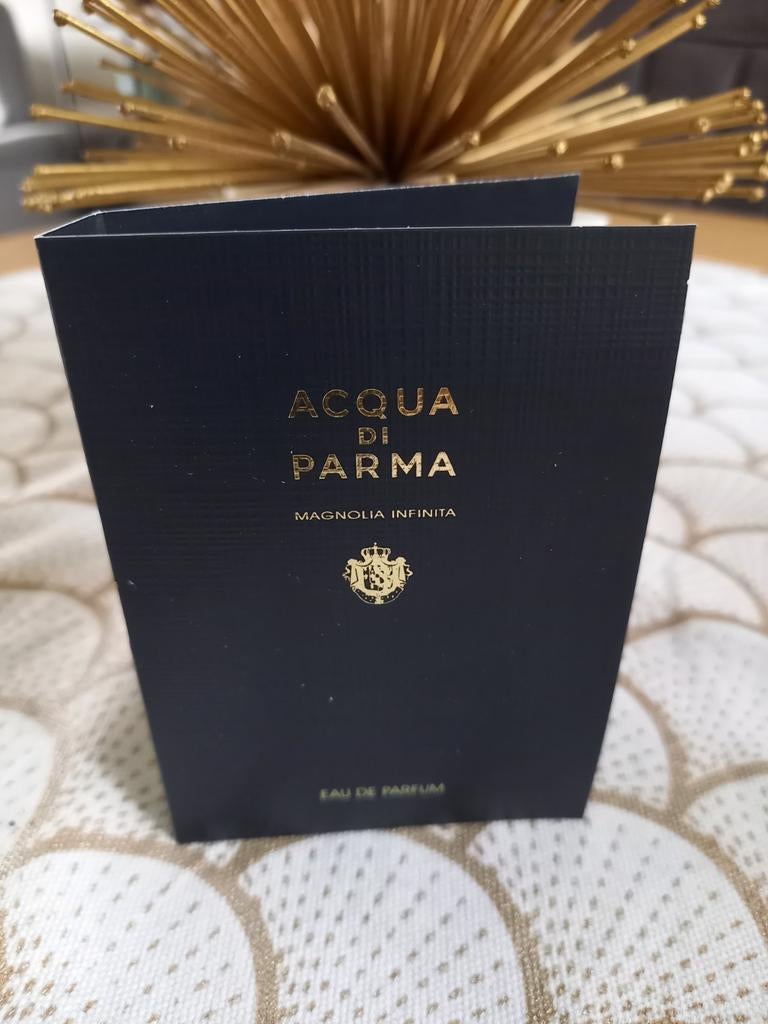 ACQUA
DI
PARMA
MAGNOLIA INFINITA
EAU DE PARFUM